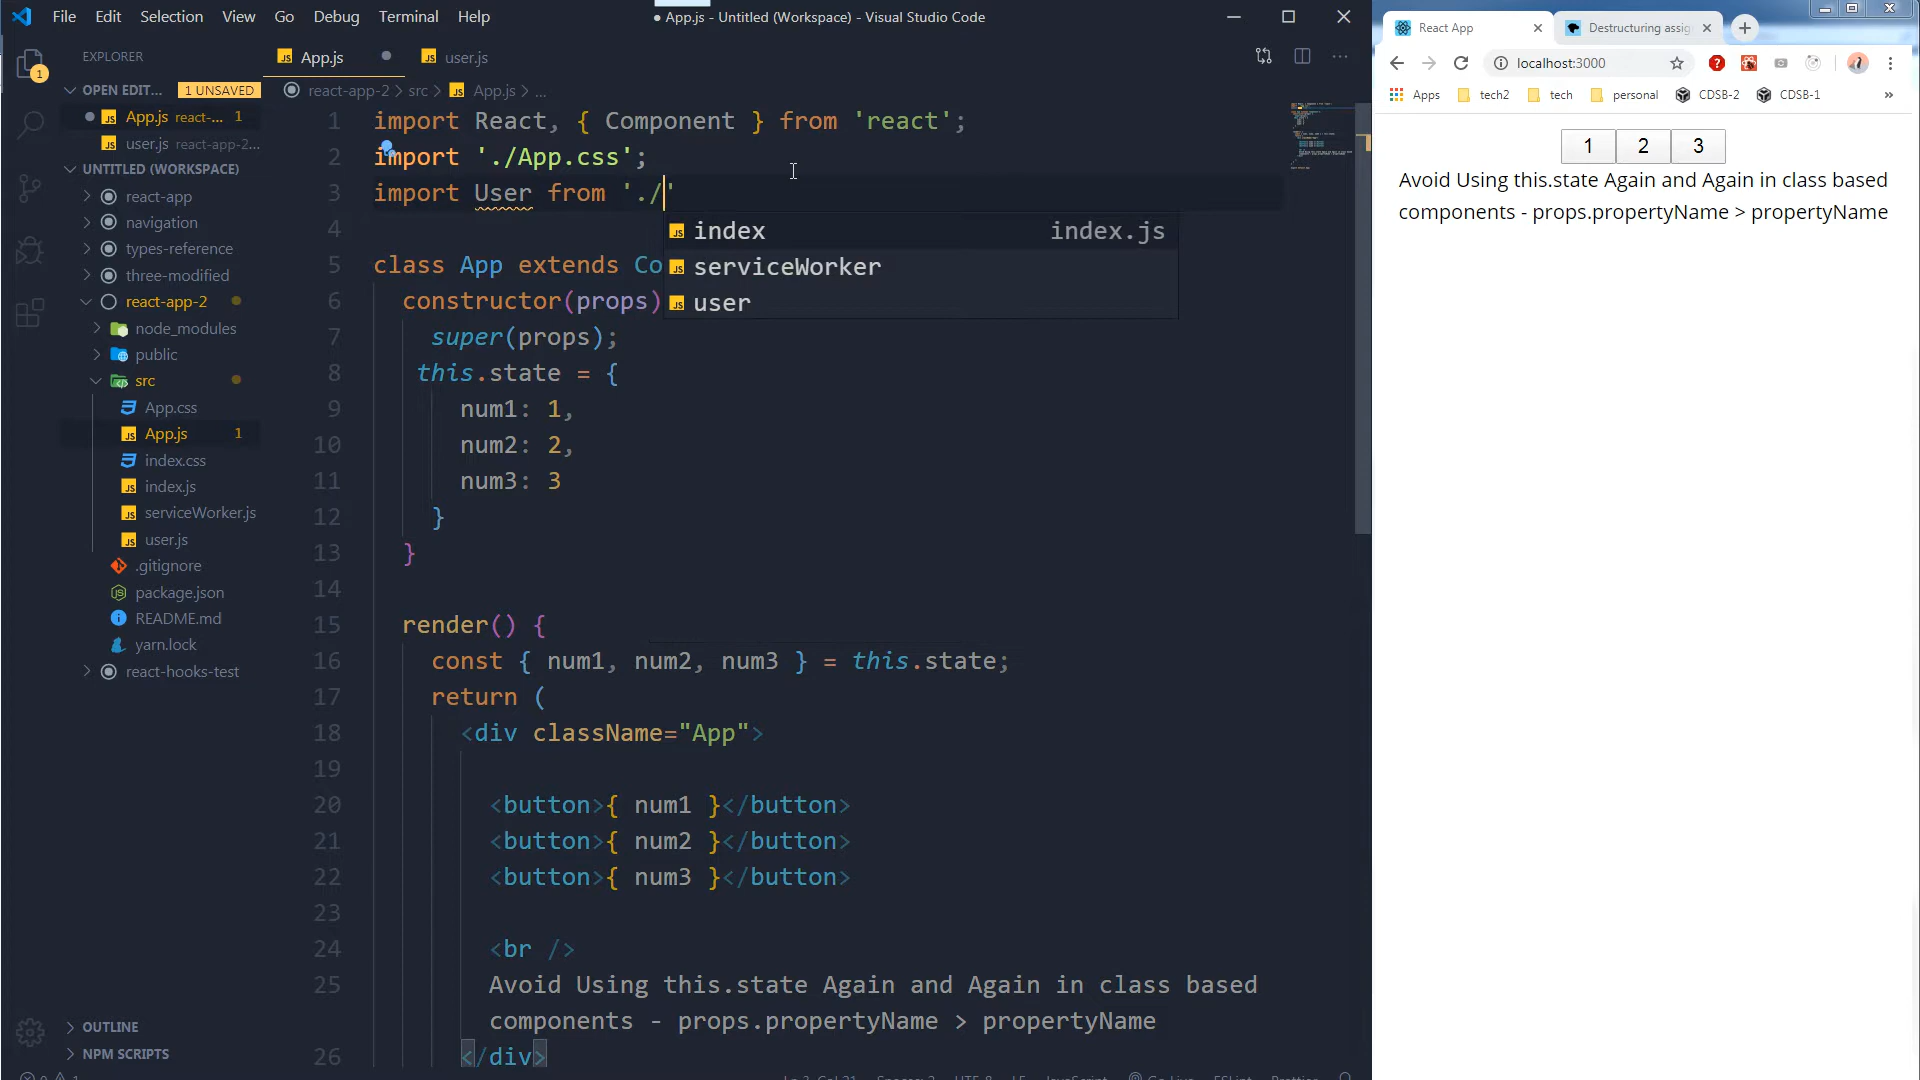 File Edit Selection View Go Debug Terminal Help
● App.js - Untitled (Workspace) - Visual Studio Code
EXPLORER
OPEN EDIT... 1 UNSAVED
App.js react-... 1
user.js react-app-2...
UNTITLED (WORKSPACE)
react-app
navigation
types-reference
three-modified
react-app-2
node_modules
public
src
App.css
App.js 1
index.css
index.js
serviceWorker.js
user.js
.gitignore
package.json
README.md
yarn.lock
react-hooks-test
OUTLINE
NPM SCRIPTS
1
App.js
user.js
react-app-2 > src > App.js > ...
1 import React, { Component } from 'react';
2 import './App.css';
3 import User from './'
index index.js
serviceWorker
user
4
5 class App extends Co
6 constructor(props)
7 super(props);
8 this.state = {
9 num1: 1,
10 num2: 2,
11 num3: 3
12 }
13 }
14
15 render() {
16 const { num1, num2, num3 } = this.state;
17 return (
18 <div className="App">
19
20 <button>{ num1 }</button>
21 <button>{ num2 }</button>
22 <button>{ num3 }</button>
23
24 <br />
25 Avoid Using this.state Again and Again in class based
components - props.propertyName > propertyName
26 </div>
React App
Destructuring assig
localhost:3000
Apps tech2 tech personal CDSB-2 CDSB-1 »
1 2 3
Avoid Using this.state Again and Again in class based
components - props.propertyName > propertyName